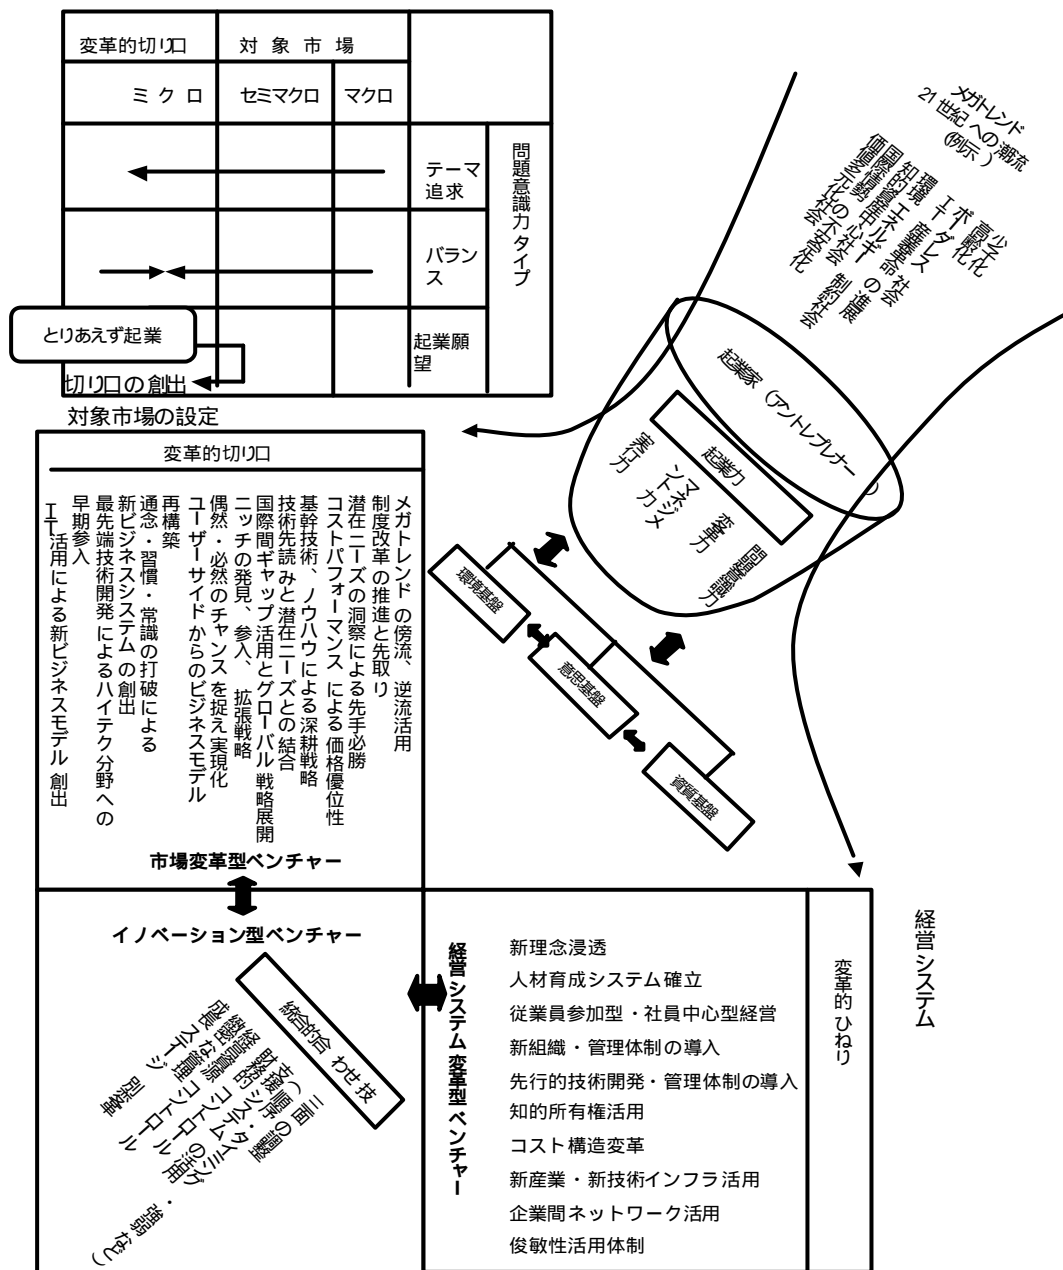 変革的切り口
対象市場
ミクロ
セミマクロ
マクロ
テーマ追求
バランス
起業願望
問題意識力タイプ
とりあえず起業
切り口の創出
対象市場の設定
メガトレンド
21世紀への潮流
(例示)
少子化
高齢化
ボーダレス
起業家(アントレプレナー)
起業力
実行力
マネジメント力
変革力
問題意識力
環境基盤
意思基盤
資質基盤
変革的切り口
メガトレンドの傍流、逆流活用
制度改革の推進と先取り
潜在ニーズの洞察による先手必勝
コストパフォーマンスによる価格優位性
基幹技術、ノウハウによる深耕戦略
技術先読みと潜在ニーズとの結合
国際間ギャップ活用とグローバル戦略展開
ニッチの発見、参入、拡張戦略
偶然・必然のチャンスを捉え実現化
ユーザーサイドからのビジネスモデル
再構築
通念・習慣・常識の打破による
新ビジネスシステムの創出
最先端技術開発によるハイテク分野への
早期参入
活用による新ビジネスモデル創出
市場変革型ベンチャー
イノベーション型ベンチャー
統合的合わせ技
経営システム変革型ベンチャー
新理念浸透
人材育成システム確立
従業員参加型・社員中心型経営
新組織・管理体制の導入
先行的技術開発・管理体制の導入
知的所有権活用
コスト構造変革
新産業・新技術インフラ活用
企業間ネットワーク活用
俊敏性活用体制
変革的ひねり
経営システム